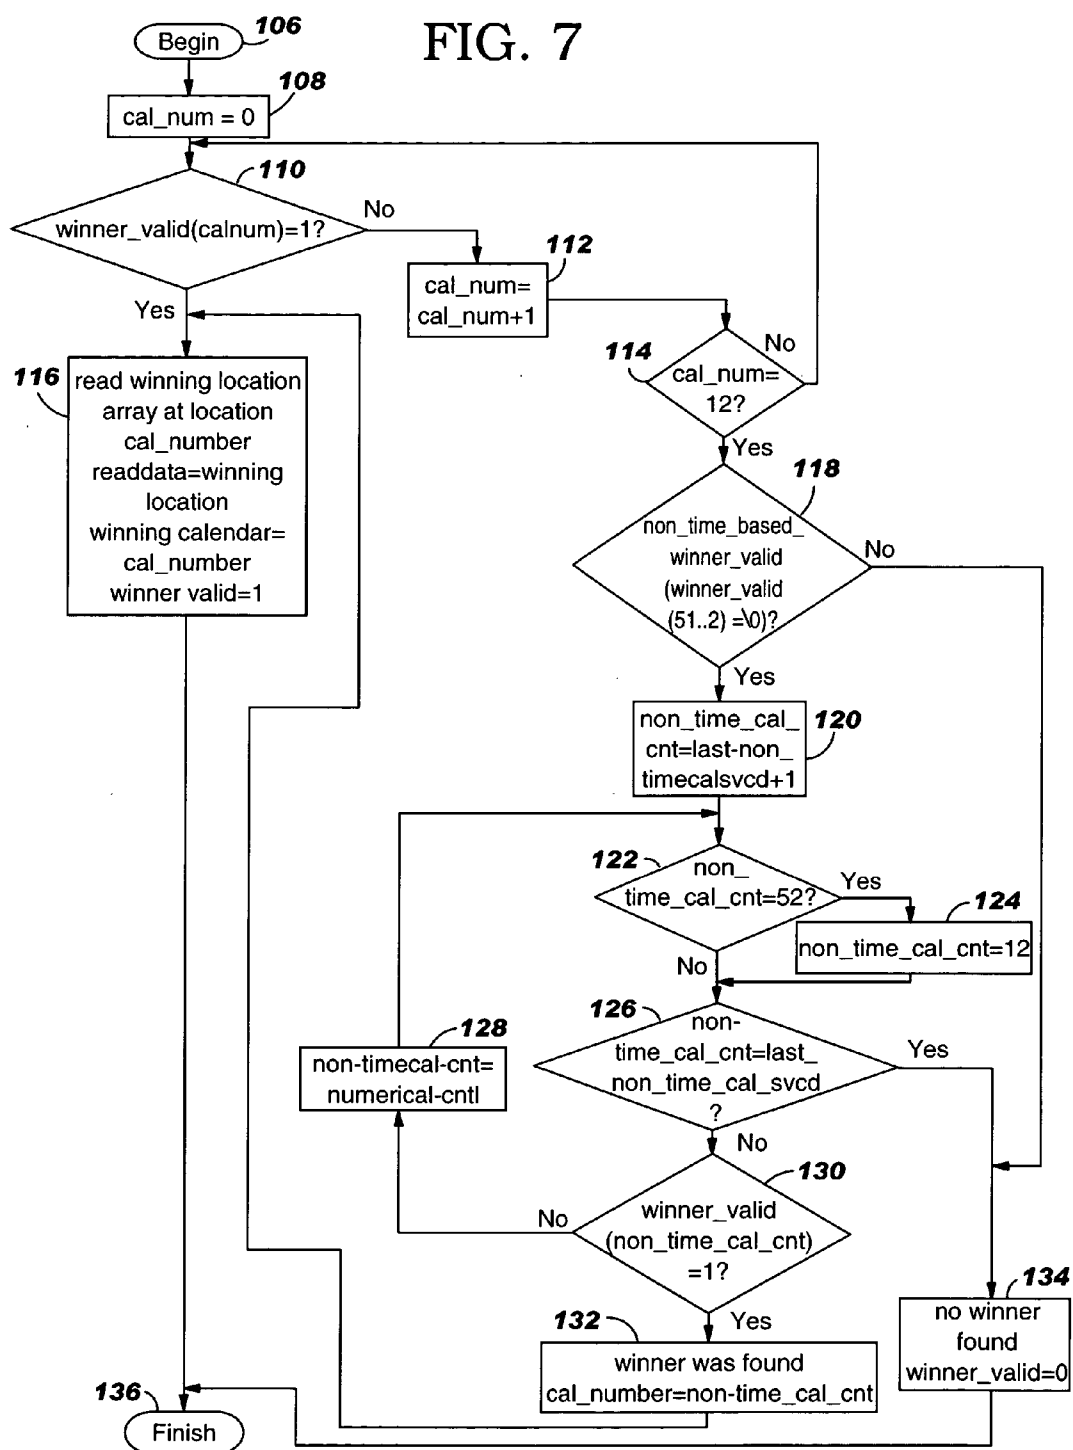 FIG. 7
Begin
106
108
cal_num = 0
110
winner_valid(calnum)=1?
No
Yes
112
cal_num=
cal_num+1
114
cal_num=
12?
No
Yes
116
read winning location
array at location
cal_number
readdata=winning
location
winning calendar=
cal_number
winner valid=1
118
non_time_based_
winner_valid
(winner_valid
(51..2) =\0)?
No
Yes
120
non_time_cal_
cnt=last-non_
timecalsvcd+1
122
non_
time_cal_cnt=52?
Yes
No
124
non_time_cal_cnt=12
126
non-
time_cal_cnt=last_
non_time_cal_svcd
?
Yes
No
128
non-timecal-cnt=
numerical-cntl
130
winner_valid
(non_time_cal_cnt)
=1?
No
Yes
132
winner was found
cal_number=non-time_cal_cnt
134
no winner
found
winner_valid=0
136
Finish